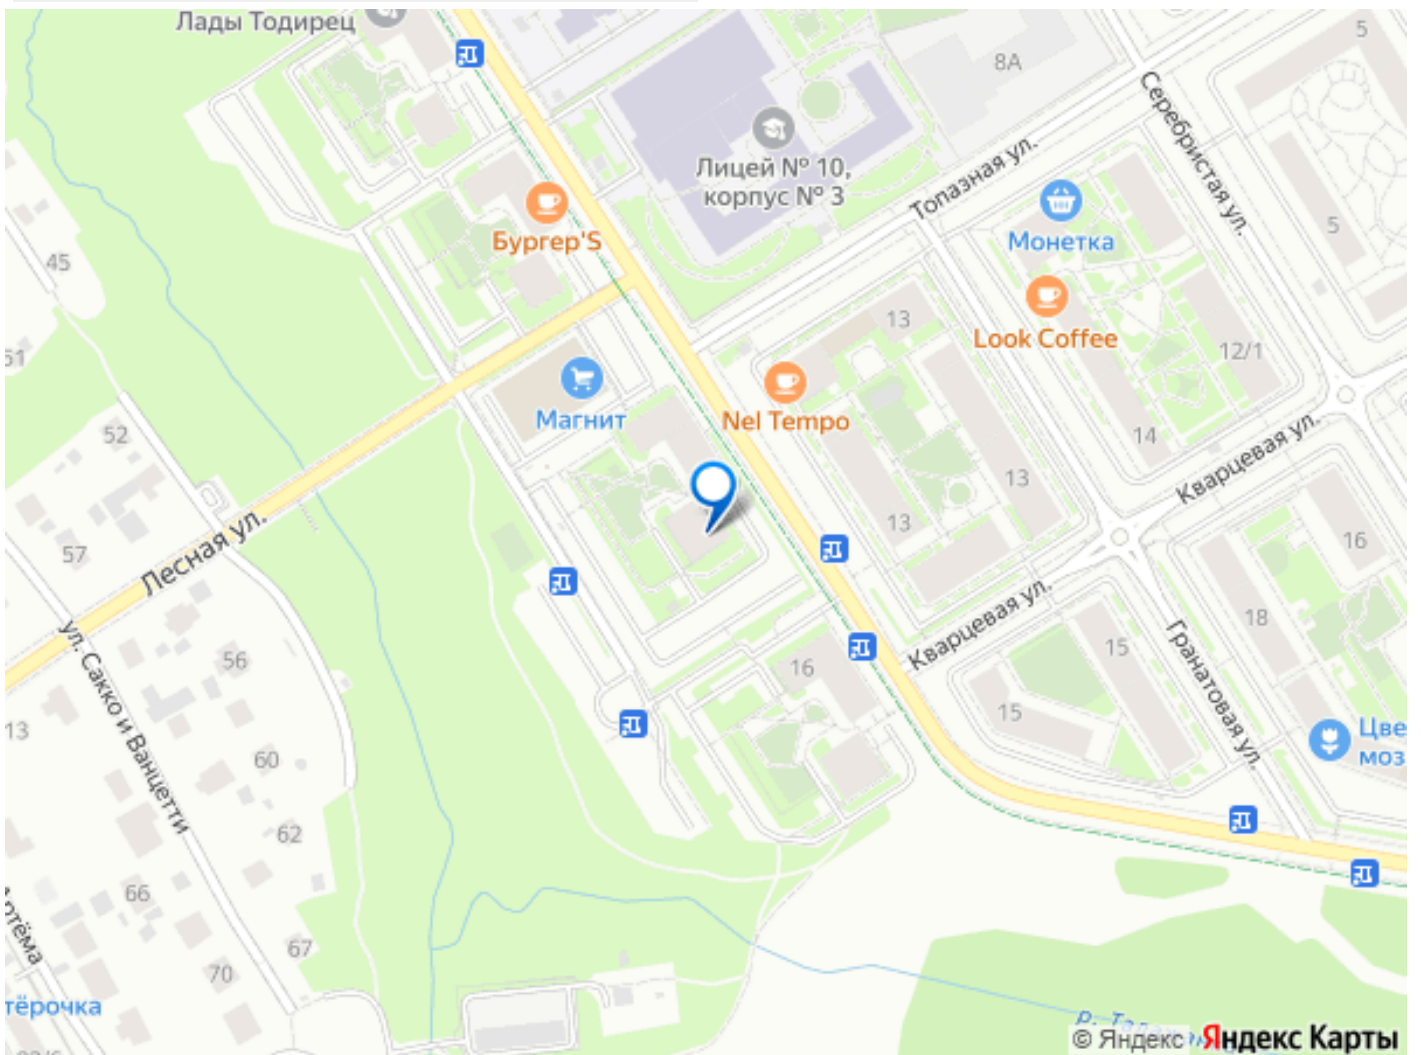 Лады Тодирец
5
8А
Серебристая ул.
Лицей № 10,
корпус № 3
Топазная ул.
Монетка
5
Бургер'S
45
Look Coffee
13
12/1
51
Магнит
Nel Tempo
52
14
Кварцевая ул.
13
13
16
57
Лесная ул.
Кварцевая ул.
18
ул. Сакко и Ванцетти
56
16
15
Гранатовая ул.
15
13
60
Цве
моз
62
66
67
70
ртёма
тёрочка
© Яндекс Яндекс Карты